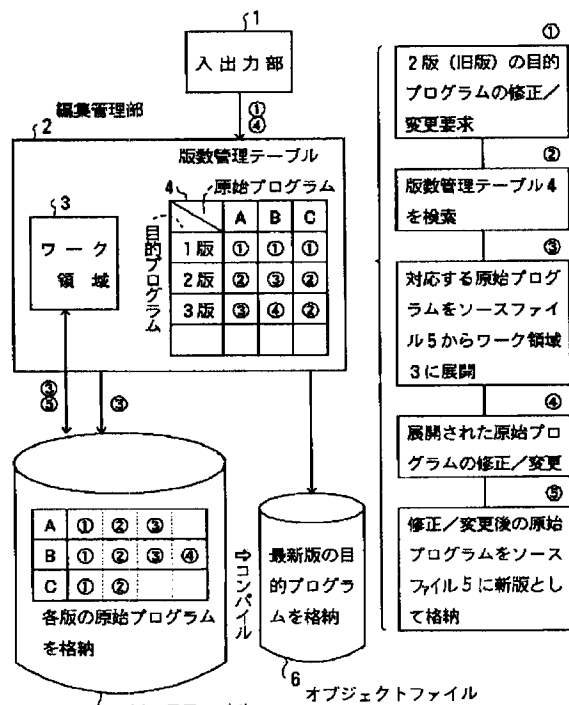 1
入出力部
編集管理部
2
①
④
版数管理テーブル
4
原始プログラム
目的プログラム
3
ワーク
領域
A B C
1版 ① ① ①
2版 ② ③ ②
3版 ③ ④ ②
③
⑤
③
A ① ② ③
B ① ② ③ ④
C ① ②
各版の原始プログラム
を格納
⇨
コンパイル
最新版の目
的プログラ
ムを格納
6
オブジェクトファイル
①
2版(旧版)の目的
プログラムの修正/
変更要求
②
版数管理テーブル4
を検索
③
対応する原始プログ
ラムをソースファイ
ル5からワーク領域
3に展開
④
展開された原始プロ
グラムの修正/変更
⑤
修正/変更後の原始
プログラムをソース
ファイル5に新版とし
て格納